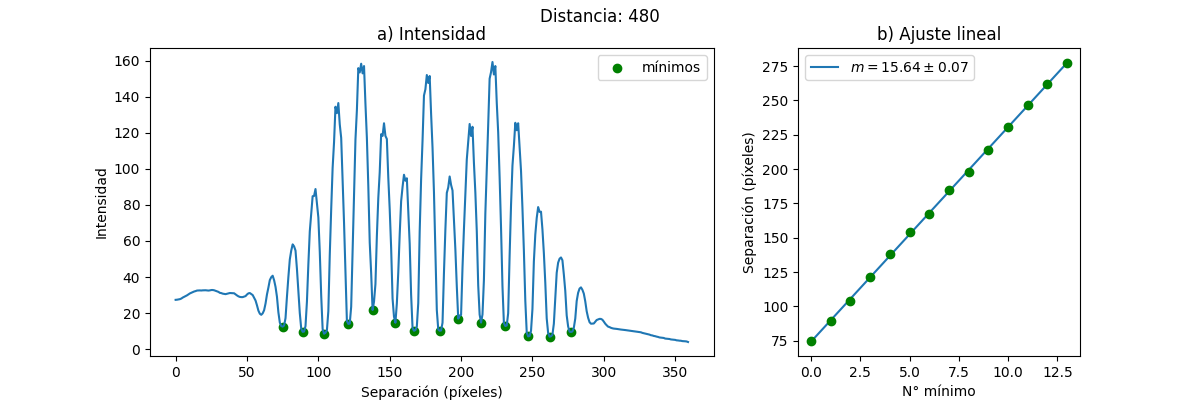 Distancia: 480
a) Intensidad
160
140
120
100
80
60
40
20
0
Intensidad
mínimos
0 50 100 150 200 250 300 350
Separación (píxeles)
b) Ajuste lineal
275
250
225
200
175
150
125
100
75
Separación (píxeles)
m = 15.64 ± 0.07
0.0 2.5 5.0 7.5 10.0 12.5
N° mínimo